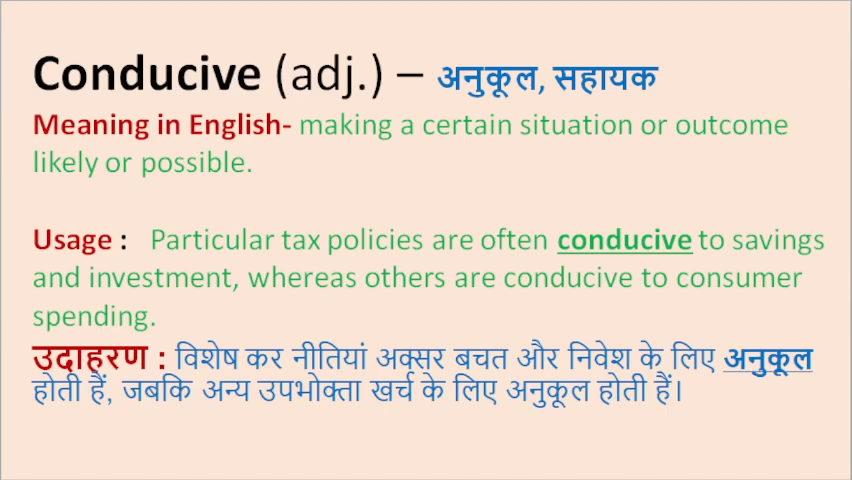 Conducive (adj.) – अनुकूल, सहायक
Meaning in English- making a certain situation or outcome
likely or possible.
Usage : Particular tax policies are often conducive to savings
and investment, whereas others are conducive to consumer
spending.
उदाहरण : विशेष कर नीतियां अक्सर बचत और निवेश के लिए अनुकूल
होती हैं, जबकि अन्य उपभोक्ता खर्च के लिए अनुकूल होती हैं।